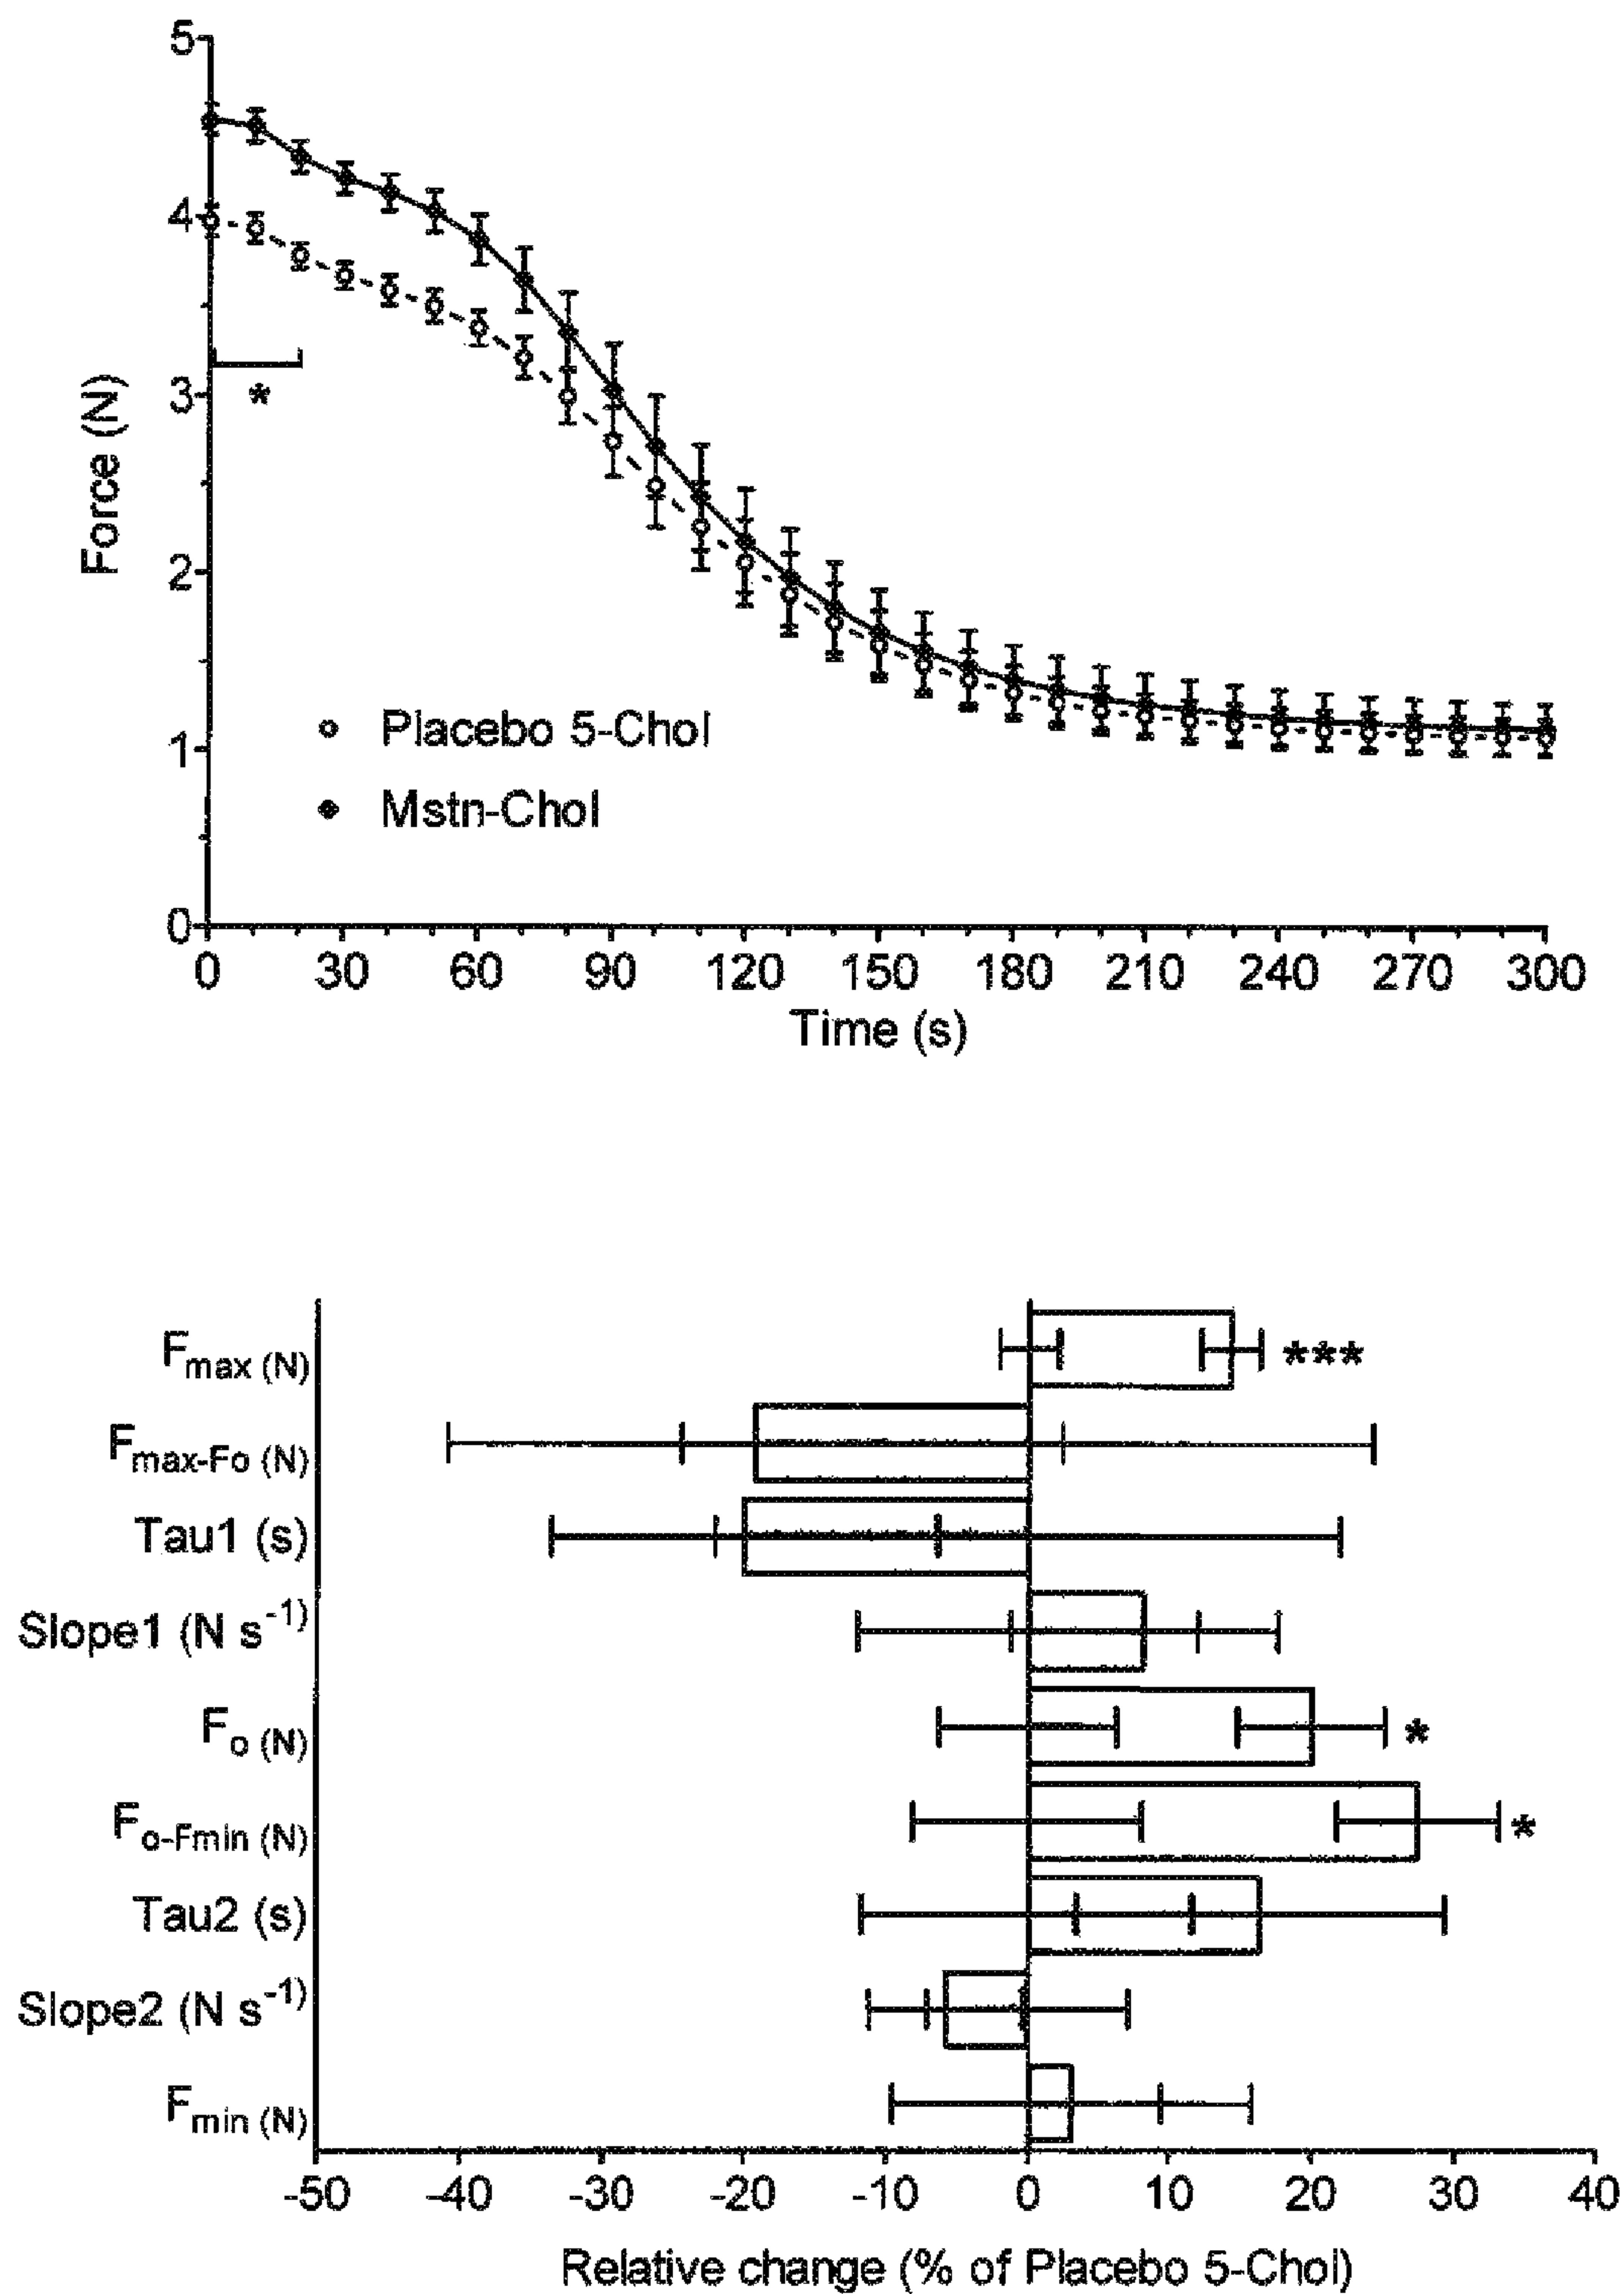 5
4
3
2
1
0
Force (N)
*
Placebo 5-Chol
Mstn-Chol
0 30 60 90 120 150 180 210 240 270 300
Time (s)
Fmax (N) ***
Fmax-Fo (N)
Tau1 (s)
Slope1 (N s-1)
Fo (N) *
Fo-Fmin (N) *
Tau2 (s)
Slope2 (N s-1)
Fmin (N)
-50 -40 -30 -20 -10 0 10 20 30 40
Relative change (% of Placebo 5-Chol)